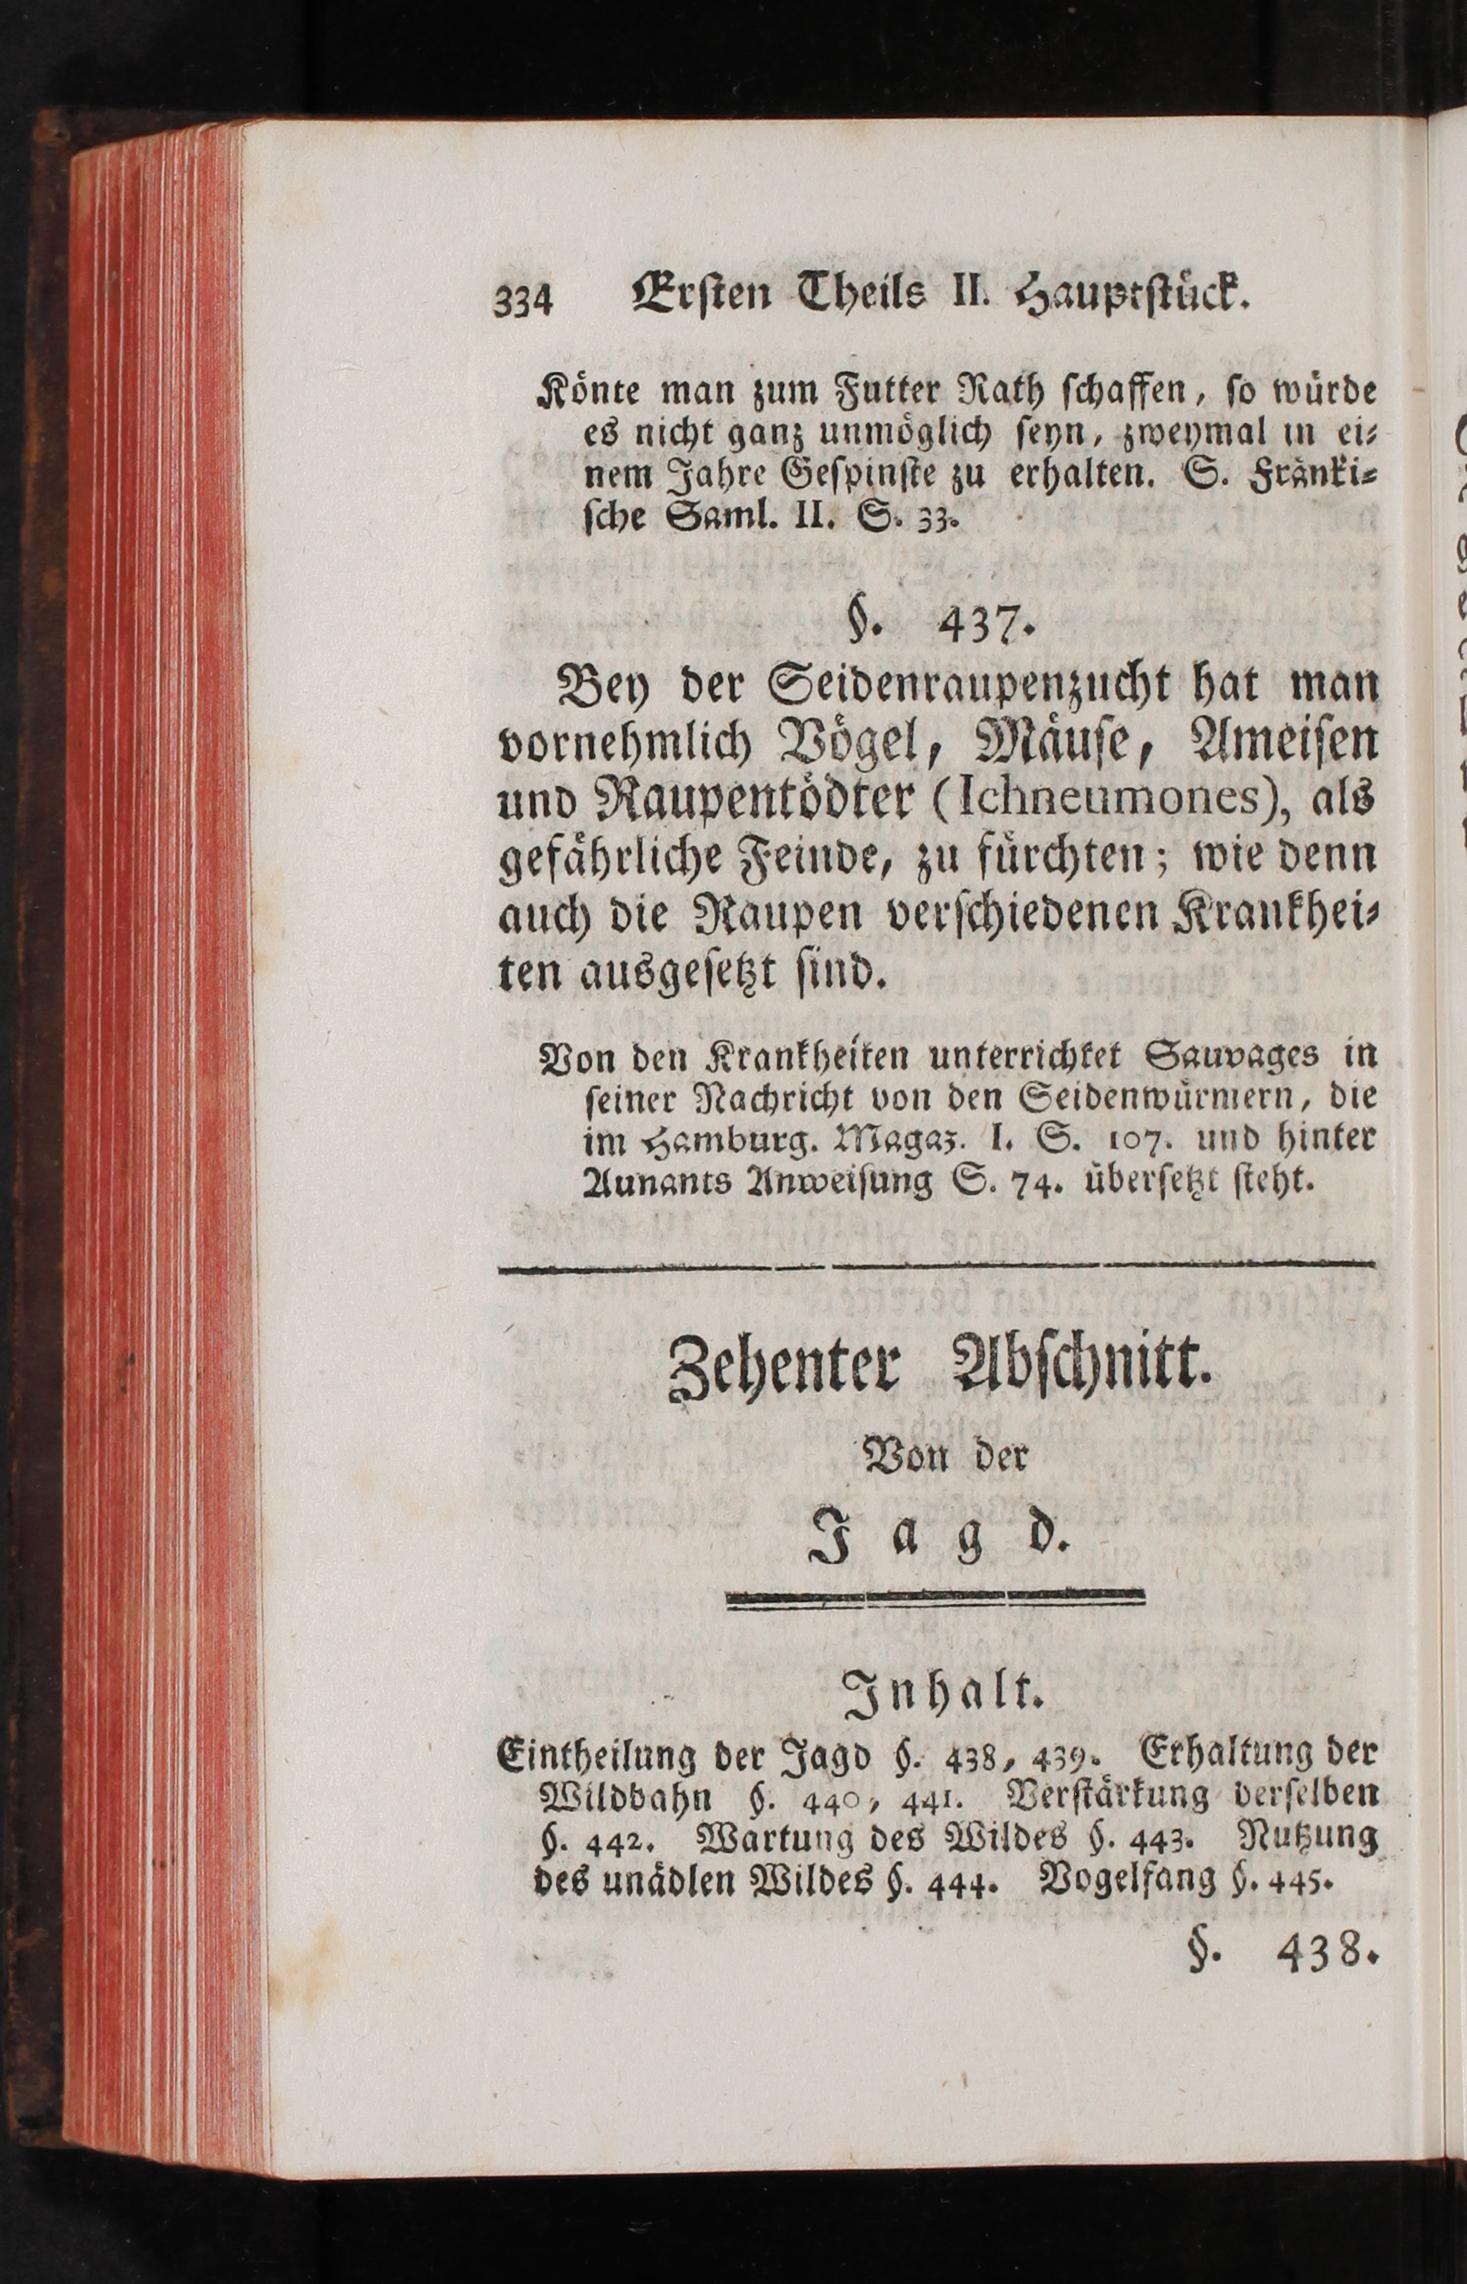 334 Erſten Theils II. Hauptſtück.
Könte man zum Futter Rath ſchaffen, ſo würde
es nicht ganz unmöglich ſeyn, zweymal in ei-
nem Jahre Geſpinſte zu erhalten. S. Fränki-
ſche Saml. II. S. 33.
§. 437.
Bey der Seidenraupenzucht hat man
vornehmlich Vögel, Mäuſe, Ameiſen
und Raupentödter (Ichneumones), als
gefährliche Feinde, zu fürchten; wie denn
auch die Raupen verſchiedenen Krankhei-
ten ausgeſetzt ſind.
Von den Krankheiten unterrichtet Sauvages in
ſeiner Nachricht von den Seidenwürmern, die
im Hamburg. Magaz. I. S. 107. und hinter
Aunants Anweiſung S. 74. überſetzt ſteht.
Zehenter Abſchnitt.
Von der
Jagd.
Inhalt.
Eintheilung der Jagd §. 438, 439. Erhaltung der
Wildbahn §. 440, 441. Verſtärkung derſelben
§. 442. Wartung des Wildes §. 443. Nutzung
des unädlen Wildes §. 444. Vogelfang §. 445.
§. 438.